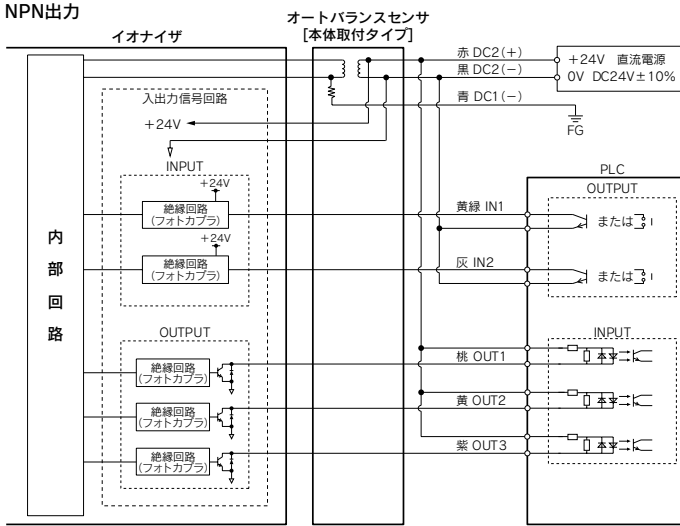 NPN出力
イオナイザ
オートバランスセンサ
[本体取付タイプ]
赤 DC2(+)
黒 DC2(−)
青 DC1(−)
+24V 直流電源
0V DC24V±10%
FG
入出力信号回路
+24V
INPUT
+24V
絶縁回路
(フォトカプラ)
+24V
絶縁回路
(フォトカプラ)
内部回路
黄緑 IN1
灰 IN2
PLC
OUTPUT
または
または
OUTPUT
絶縁回路
(フォトカプラ)
絶縁回路
(フォトカプラ)
絶縁回路
(フォトカプラ)
桃 OUT1
黄 OUT2
紫 OUT3
INPUT